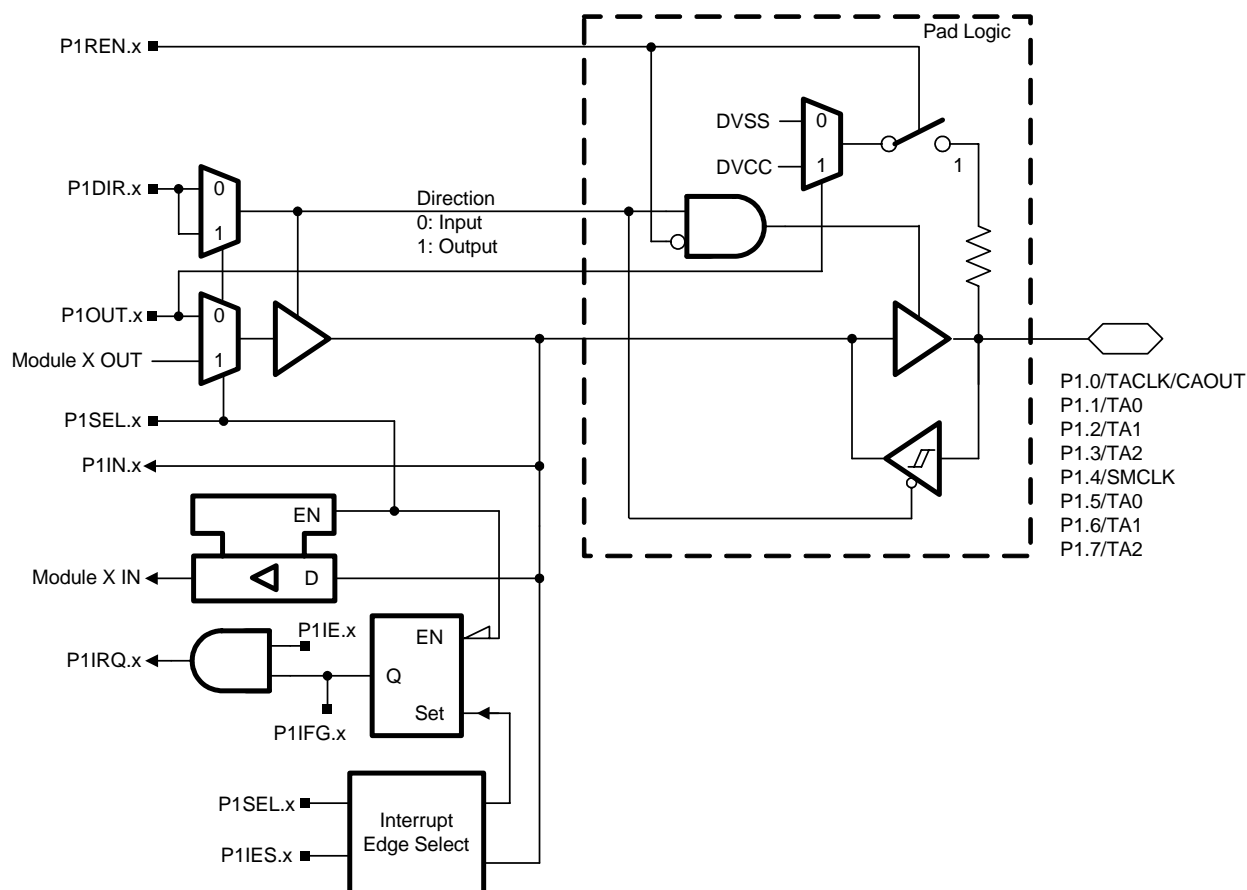 Pad Logic
P1REN.x
DVSS
0
DVCC
1
1
P1DIR.x
0
1
Direction
0: Input
1: Output
P1OUT.x
0
Module X OUT
1
P1SEL.x
P1IN.x
EN
Module X IN
D
P1IE.x
P1IRQ.x
EN
Q
Set
P1IFG.x
P1SEL.x
Interrupt
Edge Select
P1IES.x
P1.0/TACLK/CAOUT
P1.1/TA0
P1.2/TA1
P1.3/TA2
P1.4/SMCLK
P1.5/TA0
P1.6/TA1
P1.7/TA2